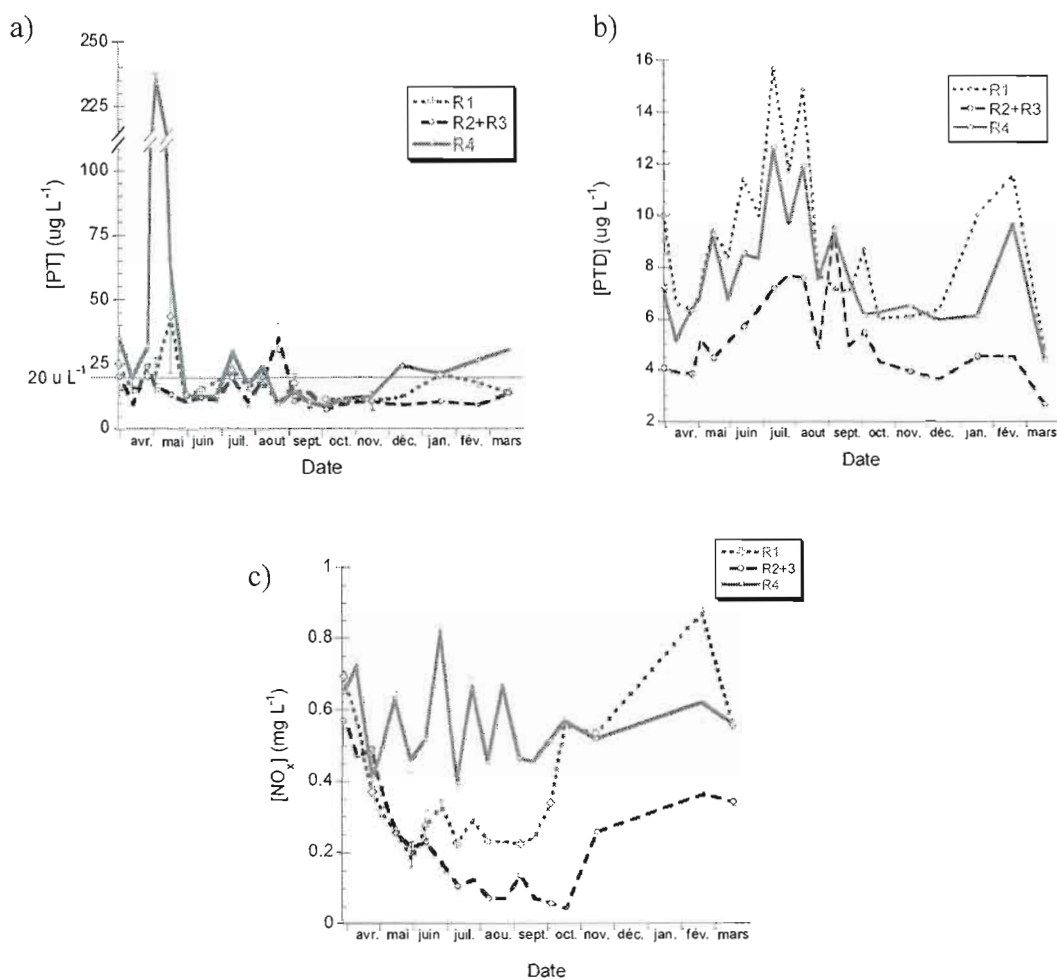 a)
250
225
100
75
50
25
20 u L⁻¹
0
[PT] (ug L⁻¹)
R1
R2+R3
R4
avr. mai juin juil. aout sept. oct. nov. déc. jan. fév. mars
Date
b)
16
14
12
10
8
6
4
2
[PTD] (ug L⁻¹)
R1
R2+R3
R4
avr. mai juin juil. aout sept. oct. nov. déc. jan. fév. mars
Date
c)
1
0.8
0.6
0.4
0.2
0
[NOₓ] (mg L⁻¹)
R1
R2+3
R4
avr. mai juin juil. aou. sept. oct. nov. déc. jan. fév. mars
Date